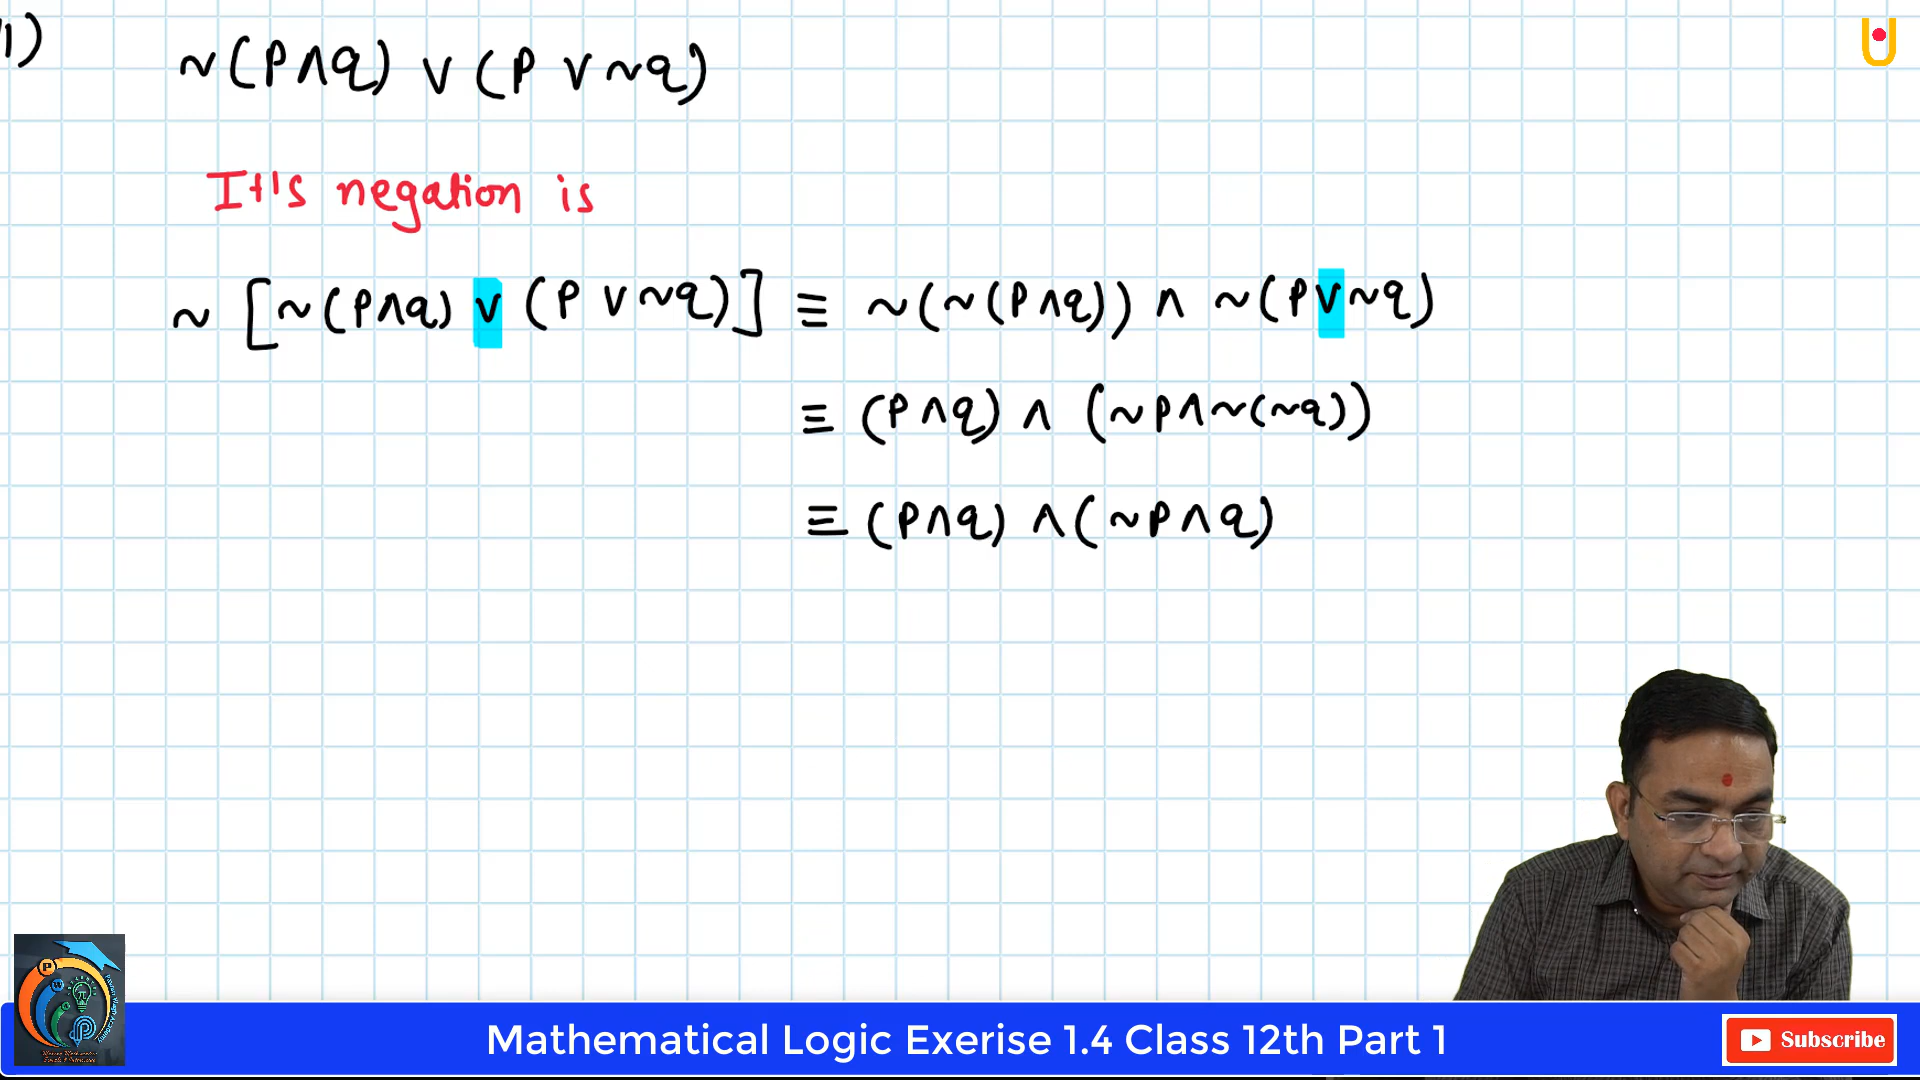 1)
~(p∧q) ∨ (p ∨ ~q)
It's negation is
~ [~(p∧q) ∨ (p ∨ ~q)] ≡ ~(~(p∧q)) ∧ ~(p∨~q)
≡ (p∧q) ∧ (~p∧~(~q))
≡ (p∧q) ∧ (~p∧q)
Mathematical Logic Exerise 1.4 Class 12th Part 1
Subscribe